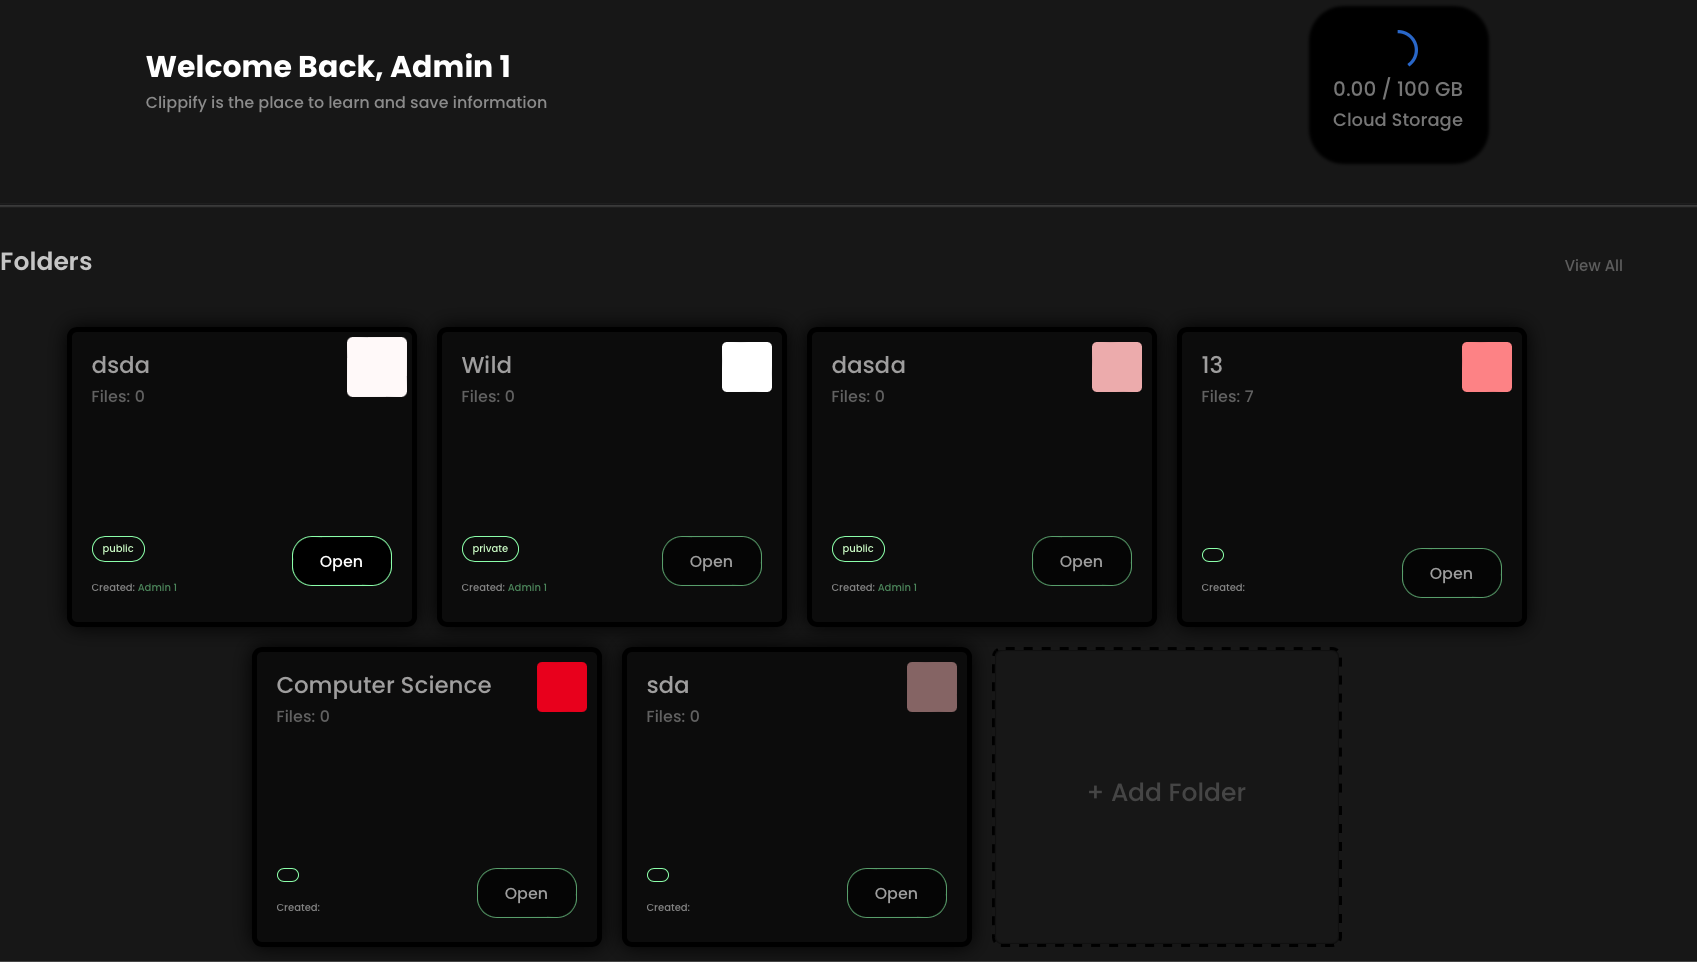 Welcome Back, Admin 1
Clippify is the place to learn and save information
0.00 / 100 GB
Cloud Storage
Folders
View All
dsda
Files: 0
public
Open
Created: Admin 1
Wild
Files: 0
private
Open
Created: Admin 1
dasda
Files: 0
public
Open
Created: Admin 1
13
Files: 7
Open
Created:
Computer Science
Files: 0
Open
Created:
sda
Files: 0
Open
Created:
+ Add Folder